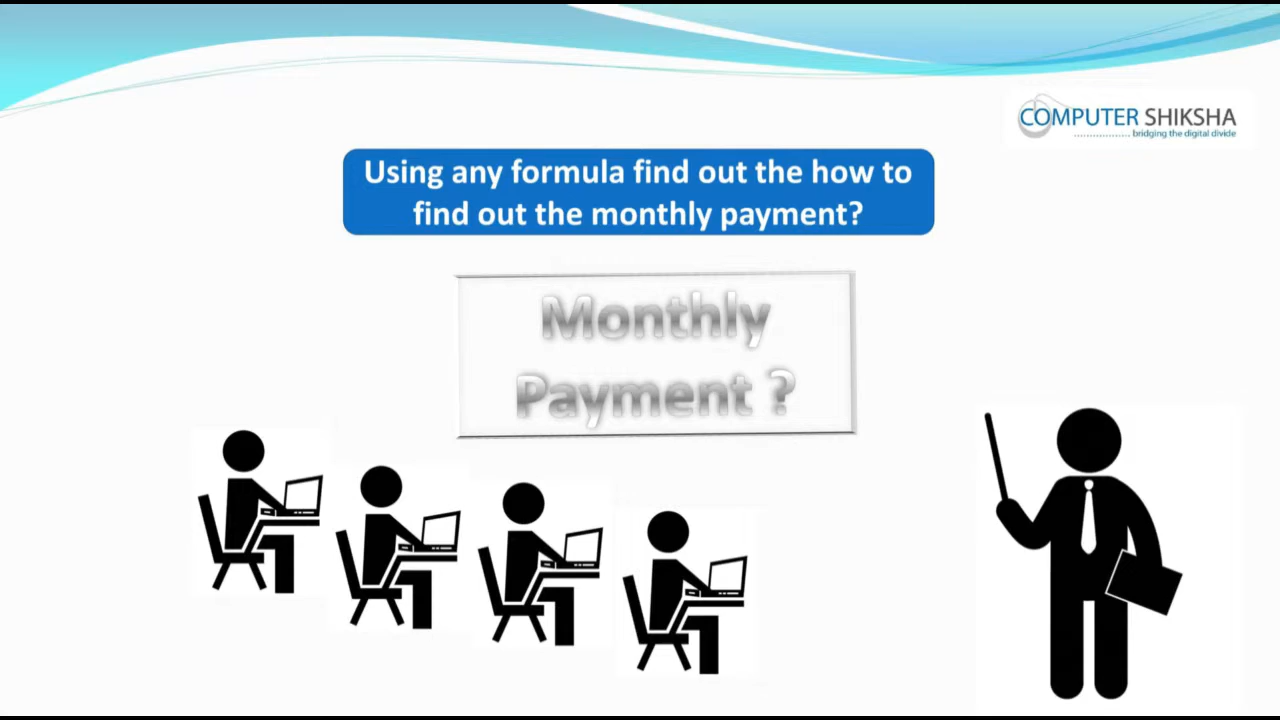 COMPUTER SHIKSHA
bridging the digital divide
Using any formula find out the how to
find out the monthly payment?
Monthly
Payment ?